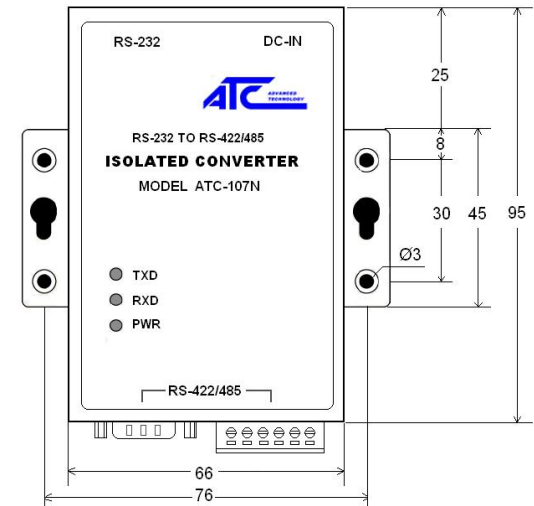 RS-232 DC-IN
25
ATC ADVANCED
TECHNOLOGY
RS-232 TO RS-422/485
8
ISOLATED CONVERTER
MODEL ATC-107N
30 45 95
Ø3
TXD
RXD
PWR
RS-422/485
66
76